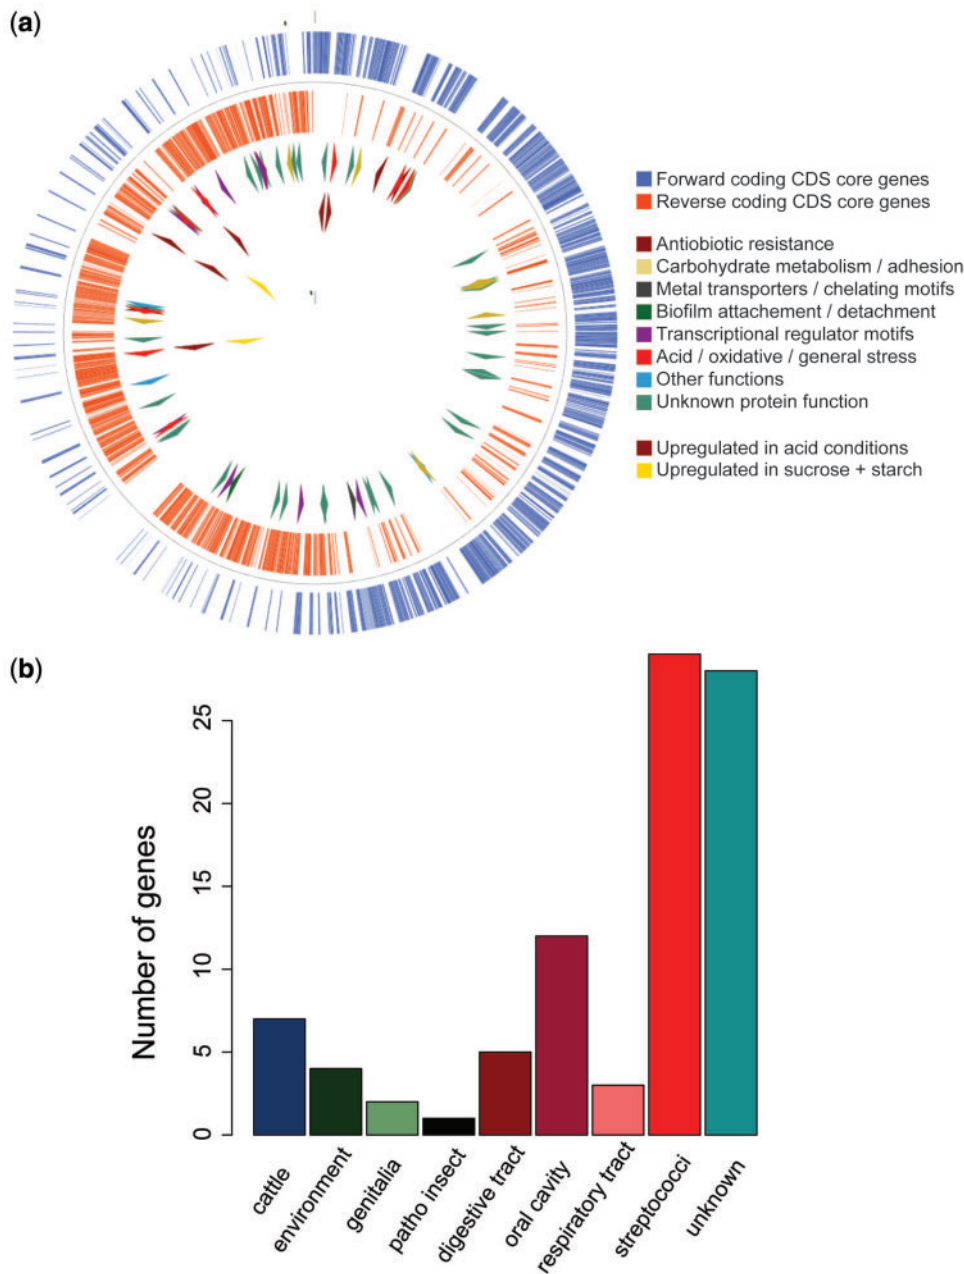 (a)
Forward coding CDS core genes
Reverse coding CDS core genes
Antiobiotic resistance
Carbohydrate metabolism / adhesion
Metal transporters / chelating motifs
Biofilm attachement / detachment
Transcriptional regulator motifs
Acid / oxidative / general stress
Other functions
Unknown protein function
Upregulated in acid conditions
Upregulated in sucrose + starch
(b)
Number of genes
25
20
15
10
5
0
cattle
environment
genitalia
patho insect
digestive tract
oral cavity
respiratory tract
streptococci
unknown